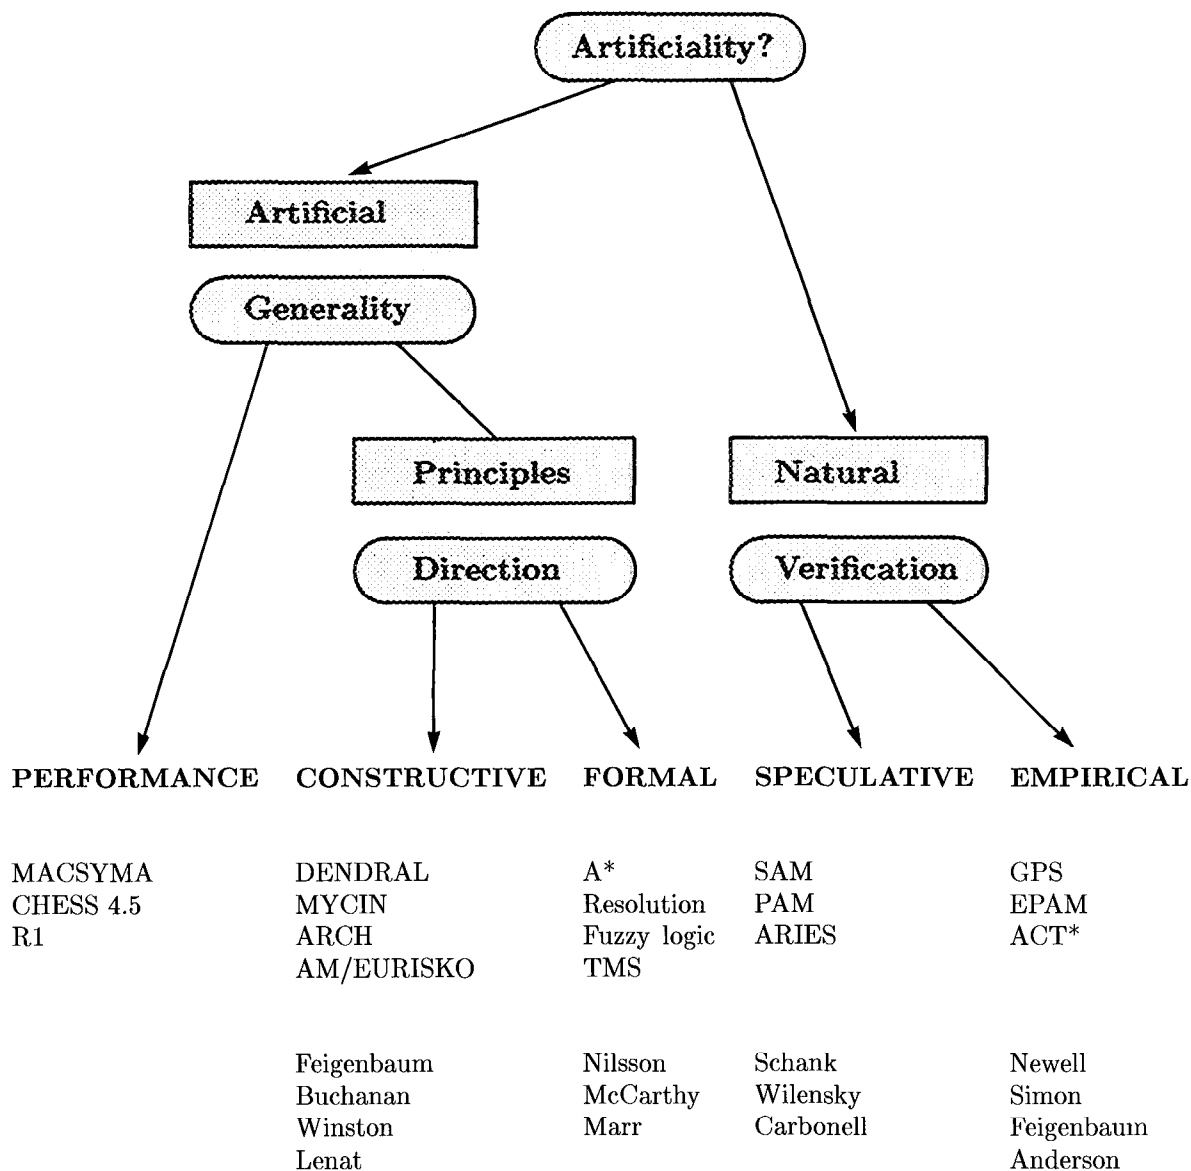 Artificiality?
Artificial
Generality
Principles
Natural
Direction
Verification
PERFORMANCE CONSTRUCTIVE FORMAL SPECULATIVE EMPIRICAL
MACSYMA DENDRAL A* SAM GPS
CHESS 4.5 MYCIN Resolution PAM EPAM
R1 ARCH Fuzzy logic ARIES ACT*
AM/EURISKO TMS
Feigenbaum Nilsson Schank Newell
Buchanan McCarthy Wilensky Simon
Winston Marr Carbonell Feigenbaum
Lenat Anderson